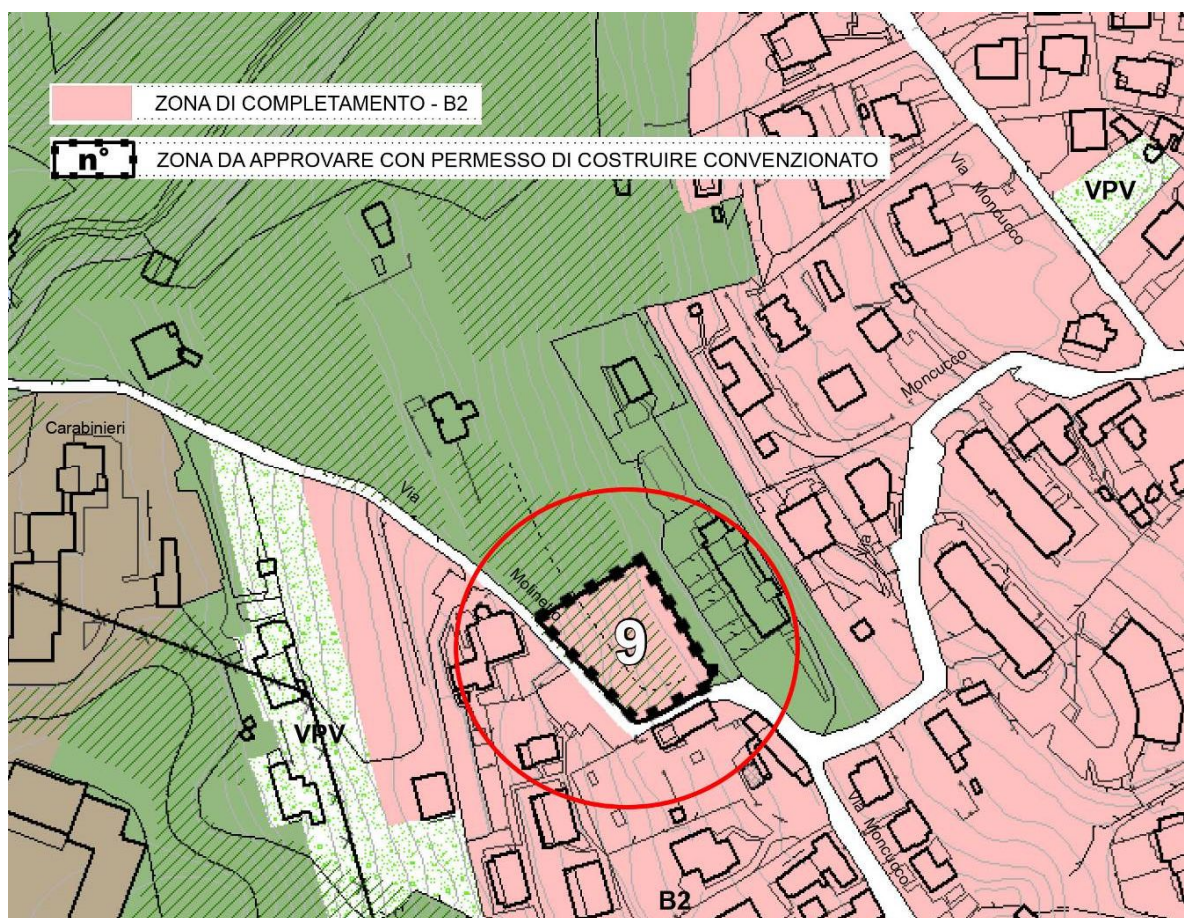 ZONA DI COMPLETAMENTO - B2
n°
ZONA DA APPROVARE CON PERMESSO DI COSTRUIRE CONVENZIONATO
Via Moncucco
VPV
Moncucco
Carabinieri
Via
Via
Molinetto
9
VPV
Via Moncucco
B2